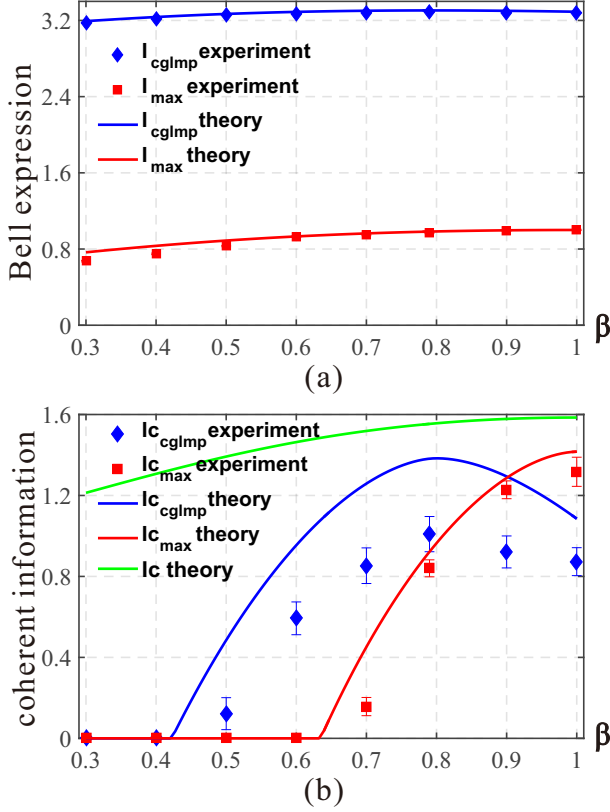 Bell expression
3.2
2.4
1.6
0.8
0
I_cglmp experiment
I_max experiment
I_cglmp theory
I_max theory
0.3 0.4 0.5 0.6 0.7 0.8 0.9 1 β
(a)
coherent information
1.6
1.2
0.8
0.4
0
Ic_cglmp experiment
Ic_max experiment
Ic_cglmp theory
Ic_max theory
Ic theory
0.3 0.4 0.5 0.6 0.7 0.8 0.9 1 β
(b)